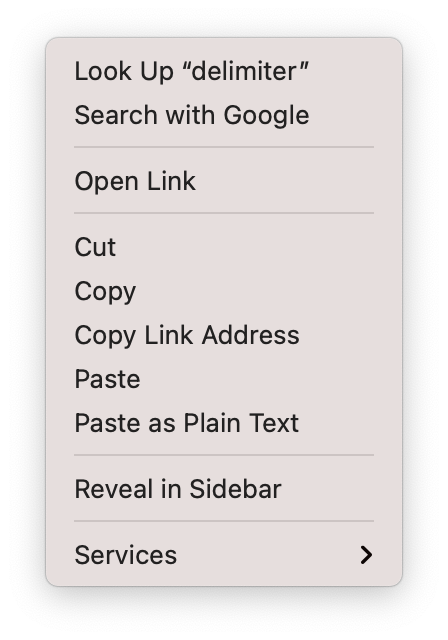 Look Up “delimiter”
Search with Google
Open Link
Cut
Copy
Copy Link Address
Paste
Paste as Plain Text
Reveal in Sidebar
Services